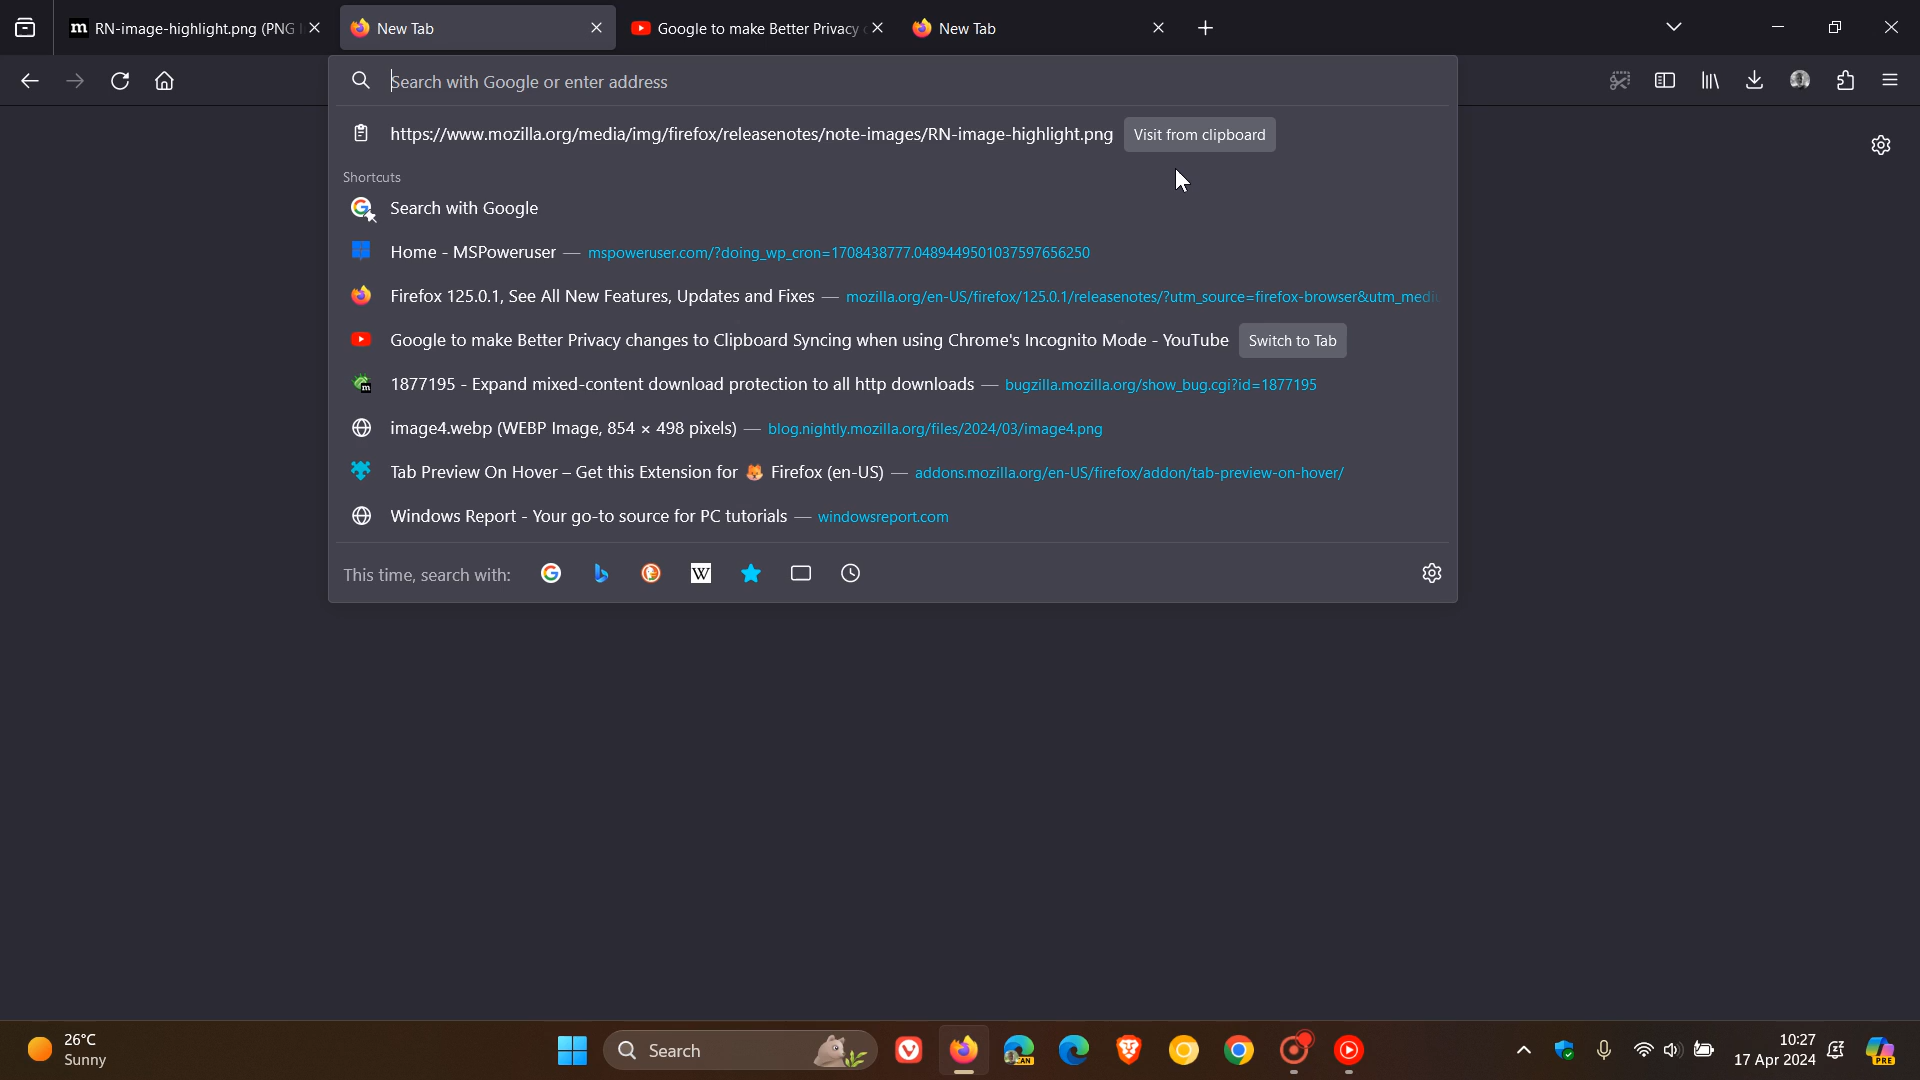 m RN-image-highlight.png (PNG
New Tab
Google to make Better Privacy
New Tab
Search with Google or enter address
https://www.mozilla.org/media/img/firefox/releasenotes/note-images/RN-image-highlight.png Visit from clipboard
Shortcuts
Search with Google
Home - MSPoweruser — mspoweruser.com/?doing_wp_cron=1708438777.0489449501037597656250
Firefox 125.0.1, See All New Features, Updates and Fixes — mozilla.org/en-US/firefox/125.0.1/releasenotes/?utm_source=firefox-browser&utm_medi
Google to make Better Privacy changes to Clipboard Syncing when using Chrome's Incognito Mode - YouTube Switch to Tab
1877195 - Expand mixed-content download protection to all http downloads — bugzilla.mozilla.org/show_bug.cgi?id=1877195
image4.webp (WEBP Image, 854 × 498 pixels) — blog.nightly.mozilla.org/files/2024/03/image4.png
Tab Preview On Hover – Get this Extension for 🦊 Firefox (en-US) — addons.mozilla.org/en-US/firefox/addon/tab-preview-on-hover/
Windows Report - Your go-to source for PC tutorials — windowsreport.com
This time, search with: W
26°C
Sunny
Search
CAN
10:27
17 Apr 2024
PRE